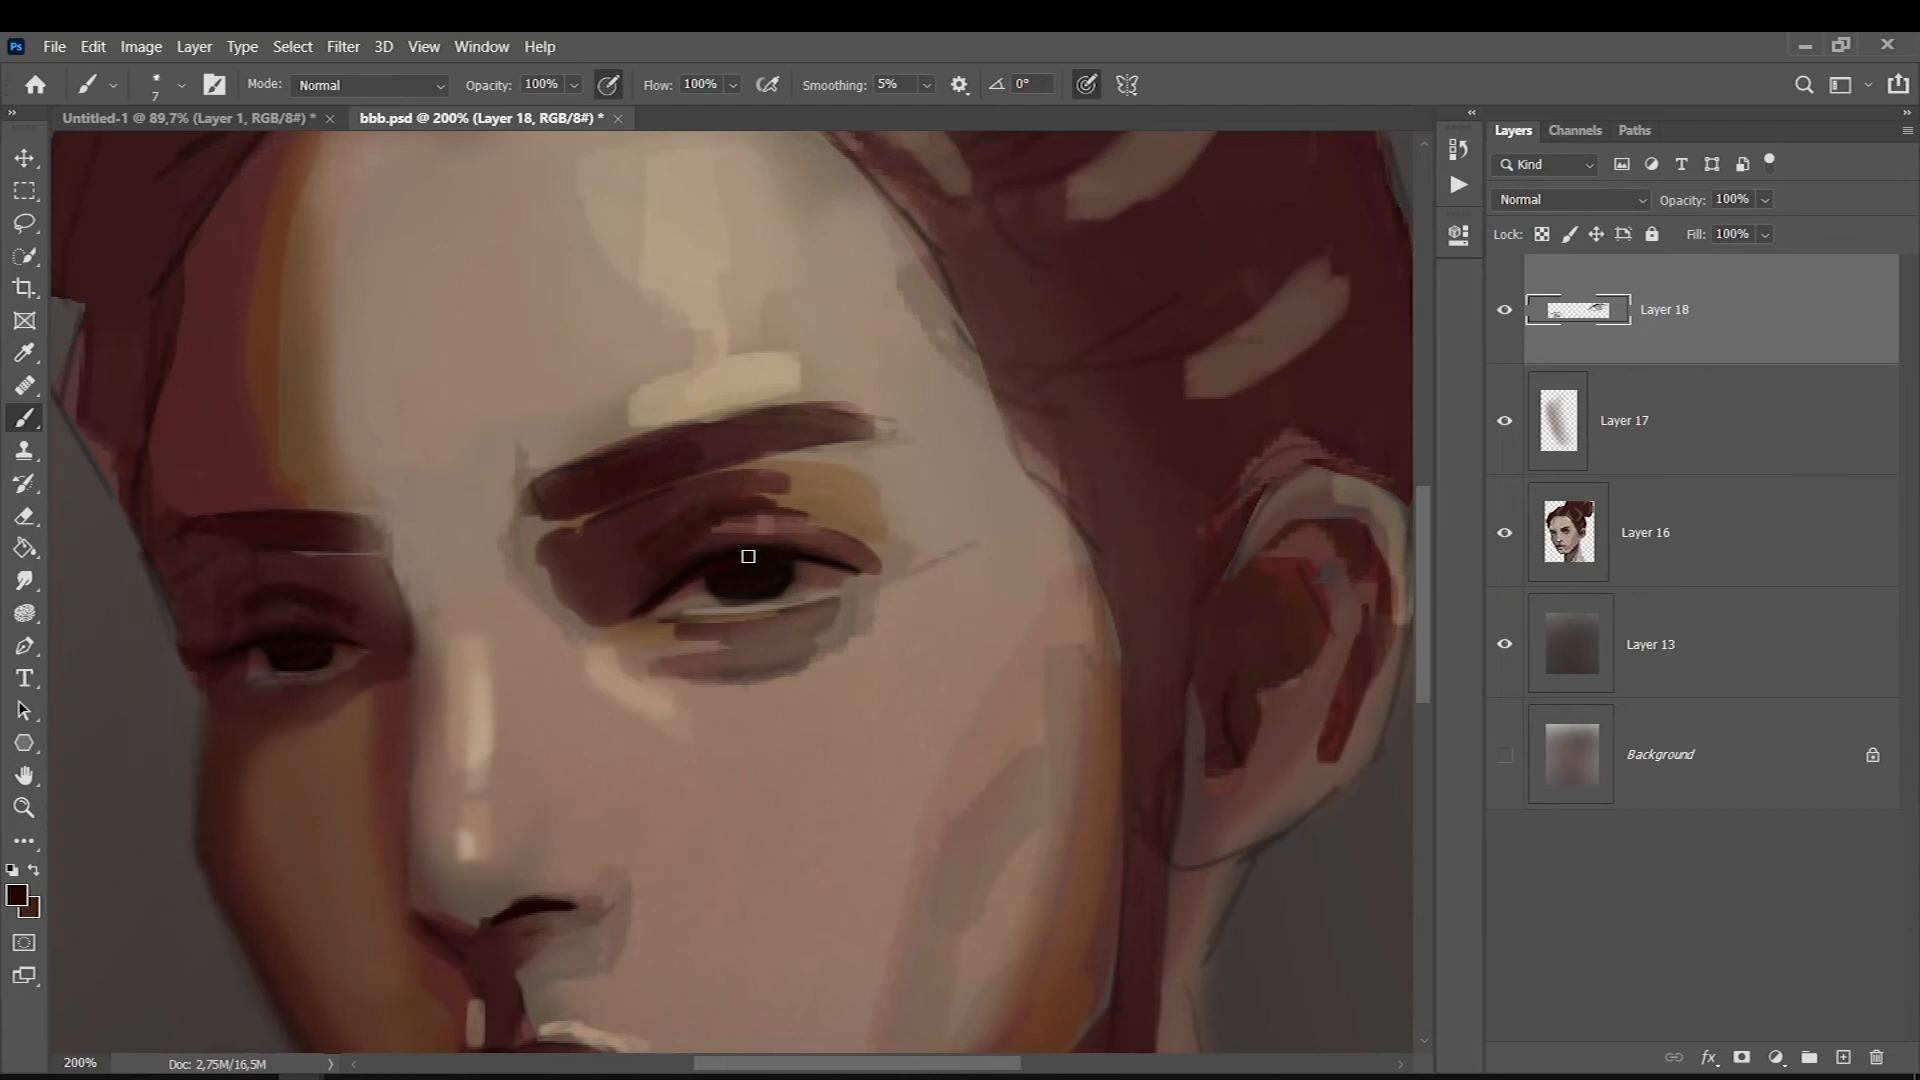 Ps File Edit Image Layer Type Select Filter 3D View Window Help
7 Mode: Normal Opacity: 100% Flow: 100% Smoothing: 5% 0°
Untitled-1 @ 89,7% (Layer 1, RGB/8#) * bbb.psd @ 200% (Layer 18, RGB/8#) *
Layers Channels Paths
Kind
Normal Opacity: 100%
Lock: Fill: 100%
Layer 18
Layer 17
Layer 16
Layer 13
Background
200% Doc: 2,75M/16,5M
fx